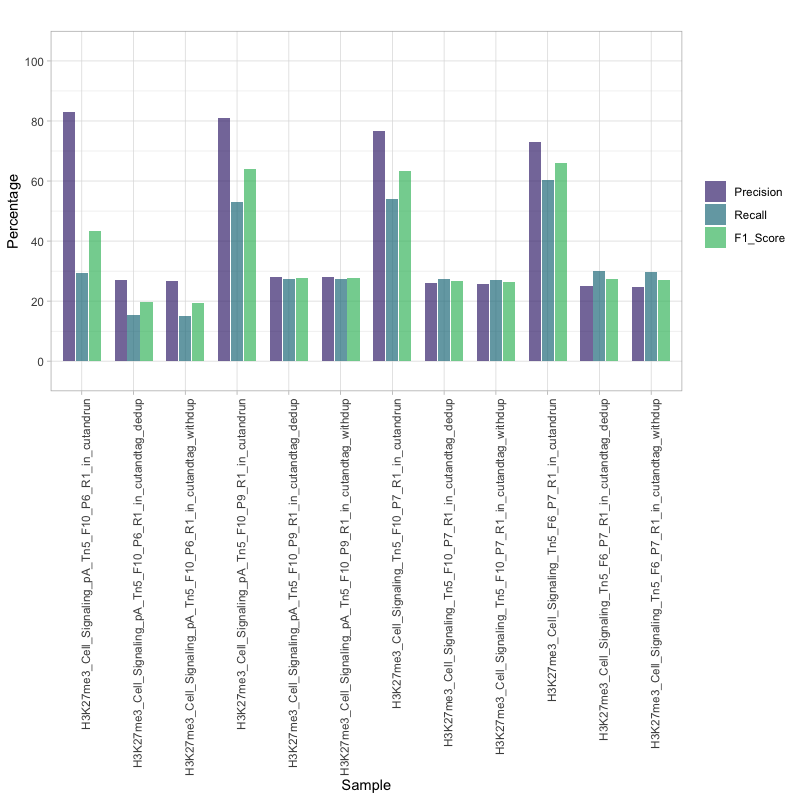 100
80
60
40
20
0
Percentage
Precision
Recall
F1_Score
H3K27me3_Cell_Signaling_pA_Tn5_F10_P6_R1_in_cutandrun
H3K27me3_Cell_Signaling_pA_Tn5_F10_P6_R1_in_cutandtag_dedup
H3K27me3_Cell_Signaling_pA_Tn5_F10_P6_R1_in_cutandtag_withdup
H3K27me3_Cell_Signaling_pA_Tn5_F10_P9_R1_in_cutandrun
H3K27me3_Cell_Signaling_pA_Tn5_F10_P9_R1_in_cutandtag_dedup
H3K27me3_Cell_Signaling_pA_Tn5_F10_P9_R1_in_cutandtag_withdup
H3K27me3_Cell_Signaling_Tn5_F10_P7_R1_in_cutandrun
H3K27me3_Cell_Signaling_Tn5_F10_P7_R1_in_cutandtag_dedup
H3K27me3_Cell_Signaling_Tn5_F10_P7_R1_in_cutandtag_withdup
H3K27me3_Cell_Signaling_Tn5_F6_P7_R1_in_cutandrun
H3K27me3_Cell_Signaling_Tn5_F6_P7_R1_in_cutandtag_dedup
H3K27me3_Cell_Signaling_Tn5_F6_P7_R1_in_cutandtag_withdup
Sample